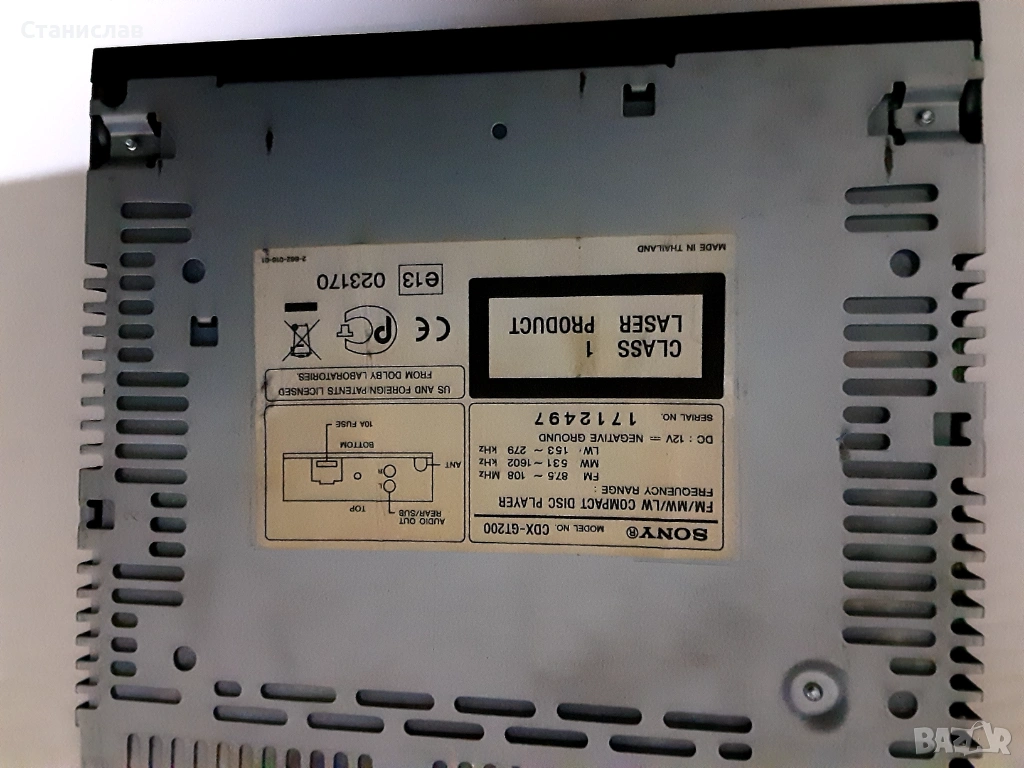 Станислав
SONY® MODEL NO. CDX-GT200
FM/MW/LW COMPACT DISC PLAYER
FREQUENCY RANGE :
FM 87.5 ~ 108 MHz
MW 531 ~ 1602 kHz
LW 153 ~ 279 kHz
DC : 12V ⎓ NEGATIVE GROUND
SERIAL NO. 1712497
AUDIO OUT
REAR/SUB
TOP
L
R
ANT
BOTTOM
10A FUSE
CLASS 1
LASER PRODUCT
US AND FOREIGN PATENTS LICENSED
FROM DOLBY LABORATORIES.
CE
e13 023170
MADE IN THAILAND
2-662-010-01
BAZAR